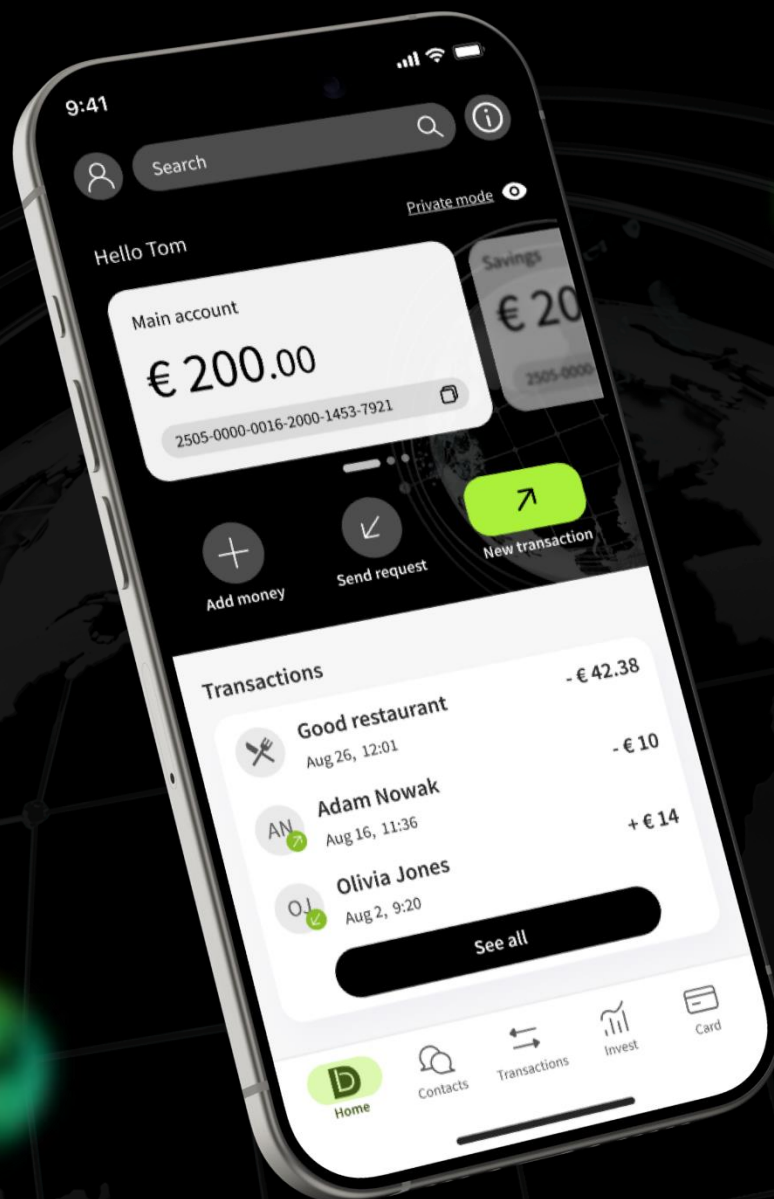 9:41
Search
Private mode
Hello Tom
Main account
€ 200.00
2505-0000-0016-2000-1453-7921
Savings
€ 20
2505-0000-
Add money
Send request
New transaction
Transactions
Good restaurant
- € 42.38
Aug 26, 12:01
AN
Adam Nowak
- € 10
Aug 16, 11:36
OJ
Olivia Jones
+ € 14
Aug 2, 9:20
See all
Home
Contacts
Transactions
Invest
Card